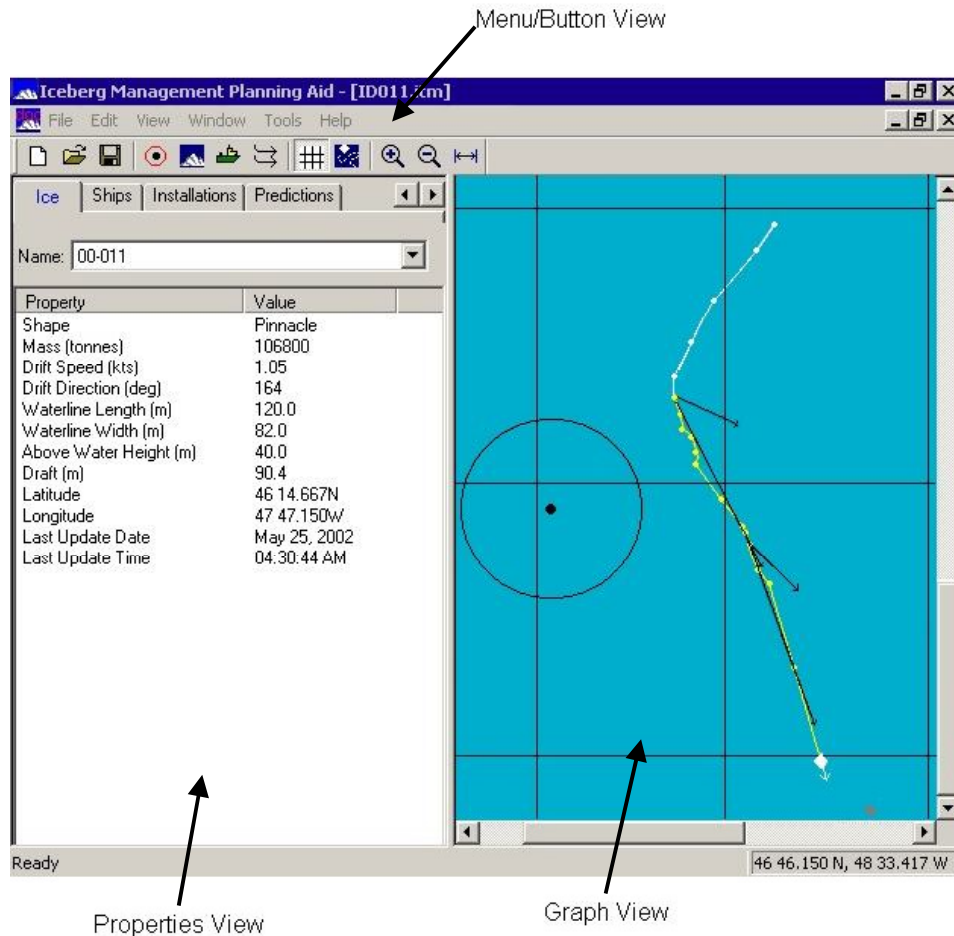 Menu/Button View
Iceberg Management Planning Aid - [ID011.icm]
File Edit View Window Tools Help
Ice Ships Installations Predictions
Name: 00-011
Property Value
Shape Pinnacle
Mass (tonnes) 106800
Drift Speed (kts) 1.05
Drift Direction (deg) 164
Waterline Length (m) 120.0
Waterline Width (m) 82.0
Above Water Height (m) 40.0
Draft (m) 90.4
Latitude 46 14.667N
Longitude 47 47.150W
Last Update Date May 25, 2002
Last Update Time 04:30:44 AM
Ready 46 46.150 N, 48 33.417 W
Properties View
Graph View